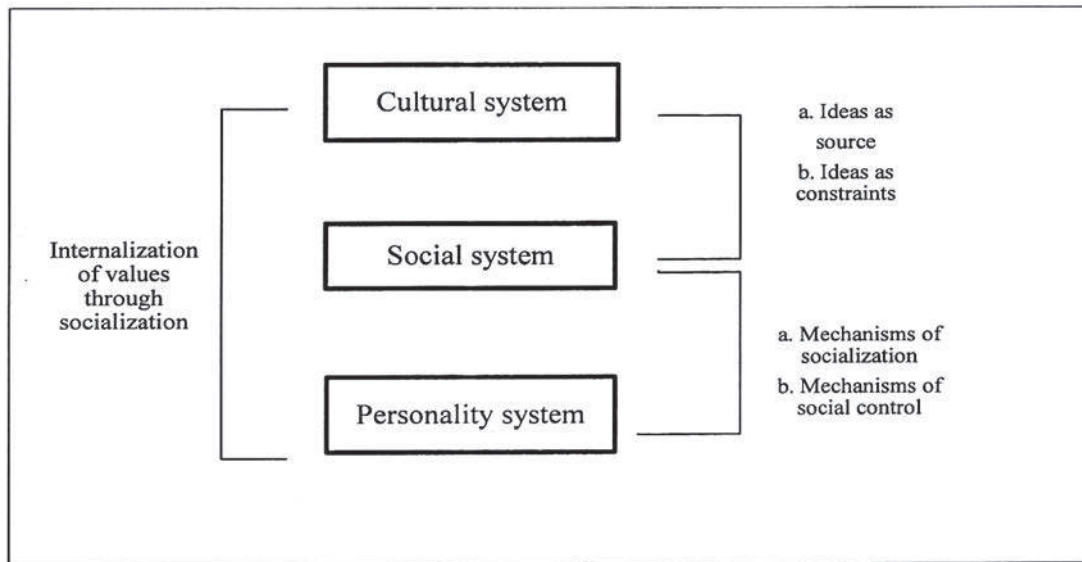 Cultural system
a. Ideas as
source
b. Ideas as
constraints
Social system
Internalization
of values
through
socialization
a. Mechanisms of
socialization
b. Mechanisms of
social control
Personality system